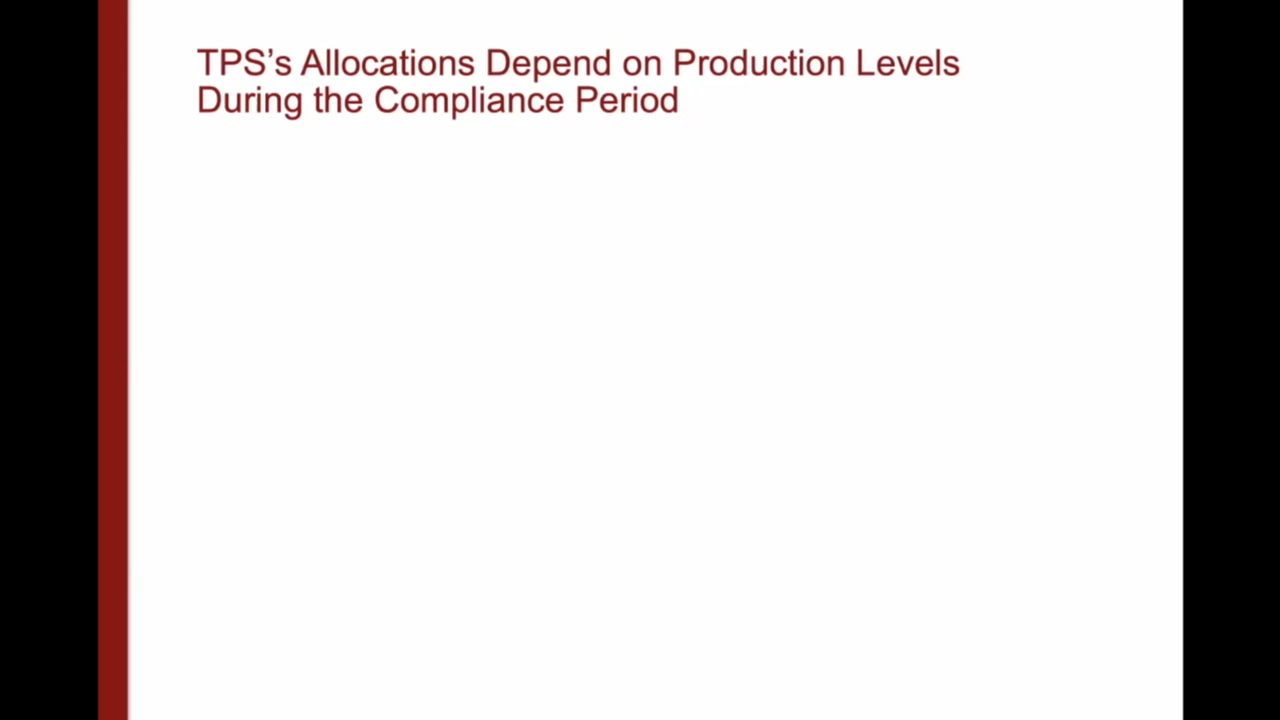 TPS’s Allocations Depend on Production Levels
During the Compliance Period